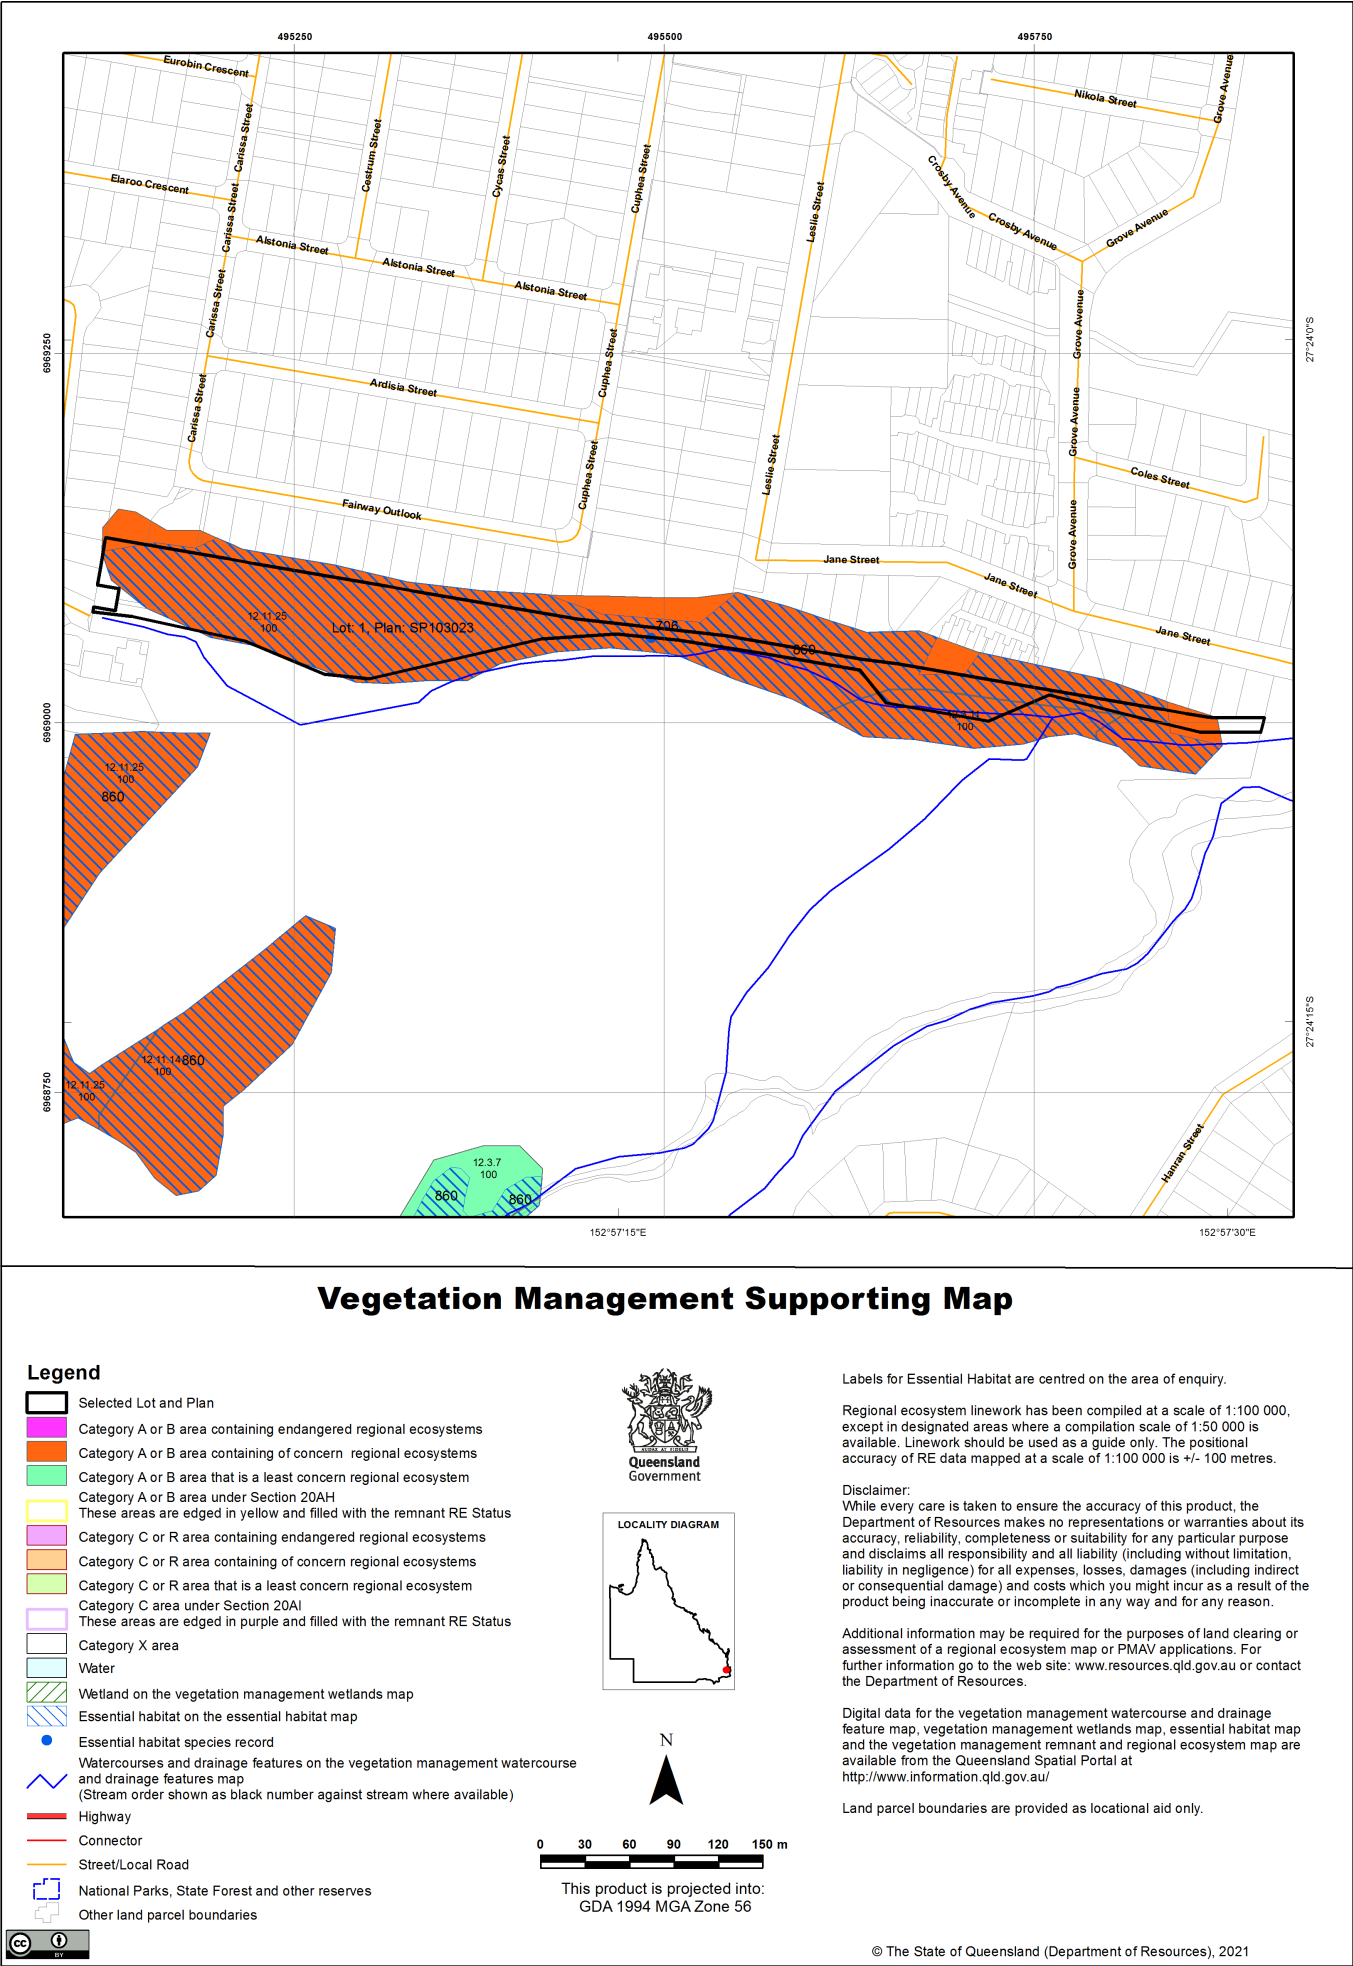 495250
495500
495750
Eurobin Crescent
Carissa Street
Cestrum Street
Cycas Street
Cuphea Street
Leslie Street
Nikola Street
Grove Avenue
Elaroo Crescent
Carissa Street
Crosby Avenue
Crosby Avenue
Grove Avenue
Alstonia Street
Alstonia Street
Alstonia Street
Carissa Street
Cuphea Street
Grove Avenue
6969250
27°24'0"S
Ardisia Street
Carissa Street
Cuphea Street
Leslie Street
Grove Avenue
Coles Street
Fairway Outlook
Grove Avenue
Jane Street
Jane Street
Jane Street
12.11.25
100
Lot: 1, Plan: SP103023
706
860
12.3.11
100
6969000
12.11.25
100
860
27°24'15"S
12.11.14
100
860
12.11.25
100
6968750
12.3.7
100
860
860
Hanran Street
152°57'15"E
152°57'30"E
Vegetation Management Supporting Map
Legend
Selected Lot and Plan
Category A or B area containing endangered regional ecosystems
Category A or B area containing of concern regional ecosystems
Category A or B area that is a least concern regional ecosystem
Category A or B area under Section 20AH
These areas are edged in yellow and filled with the remnant RE Status
Category C or R area containing endangered regional ecosystems
Category C or R area containing of concern regional ecosystems
Category C or R area that is a least concern regional ecosystem
Category C area under Section 20AI
These areas are edged in purple and filled with the remnant RE Status
Category X area
Water
Wetland on the vegetation management wetlands map
Essential habitat on the essential habitat map
Essential habitat species record
Watercourses and drainage features on the vegetation management watercourse
and drainage features map
(Stream order shown as black number against stream where available)
Highway
Connector
Street/Local Road
National Parks, State Forest and other reserves
Other land parcel boundaries
cc
BY
AUDAX AT FIDELIS
Queensland
Government
LOCALITY DIAGRAM
N
0 30 60 90 120 150 m
This product is projected into:
GDA 1994 MGA Zone 56
Labels for Essential Habitat are centred on the area of enquiry.
Regional ecosystem linework has been compiled at a scale of 1:100 000,
except in designated areas where a compilation scale of 1:50 000 is
available. Linework should be used as a guide only. The positional
accuracy of RE data mapped at a scale of 1:100 000 is +/- 100 metres.
Disclaimer:
While every care is taken to ensure the accuracy of this product, the
Department of Resources makes no representations or warranties about its
accuracy, reliability, completeness or suitability for any particular purpose
and disclaims all responsibility and all liability (including without limitation,
liability in negligence) for all expenses, losses, damages (including indirect
or consequential damage) and costs which you might incur as a result of the
product being inaccurate or incomplete in any way and for any reason.
Additional information may be required for the purposes of land clearing or
assessment of a regional ecosystem map or PMAV applications. For
further information go to the web site: www.resources.qld.gov.au or contact
the Department of Resources.
Digital data for the vegetation management watercourse and drainage
feature map, vegetation management wetlands map, essential habitat map
and the vegetation management remnant and regional ecosystem map are
available from the Queensland Spatial Portal at
http://www.information.qld.gov.au/
Land parcel boundaries are provided as locational aid only.
© The State of Queensland (Department of Resources), 2021